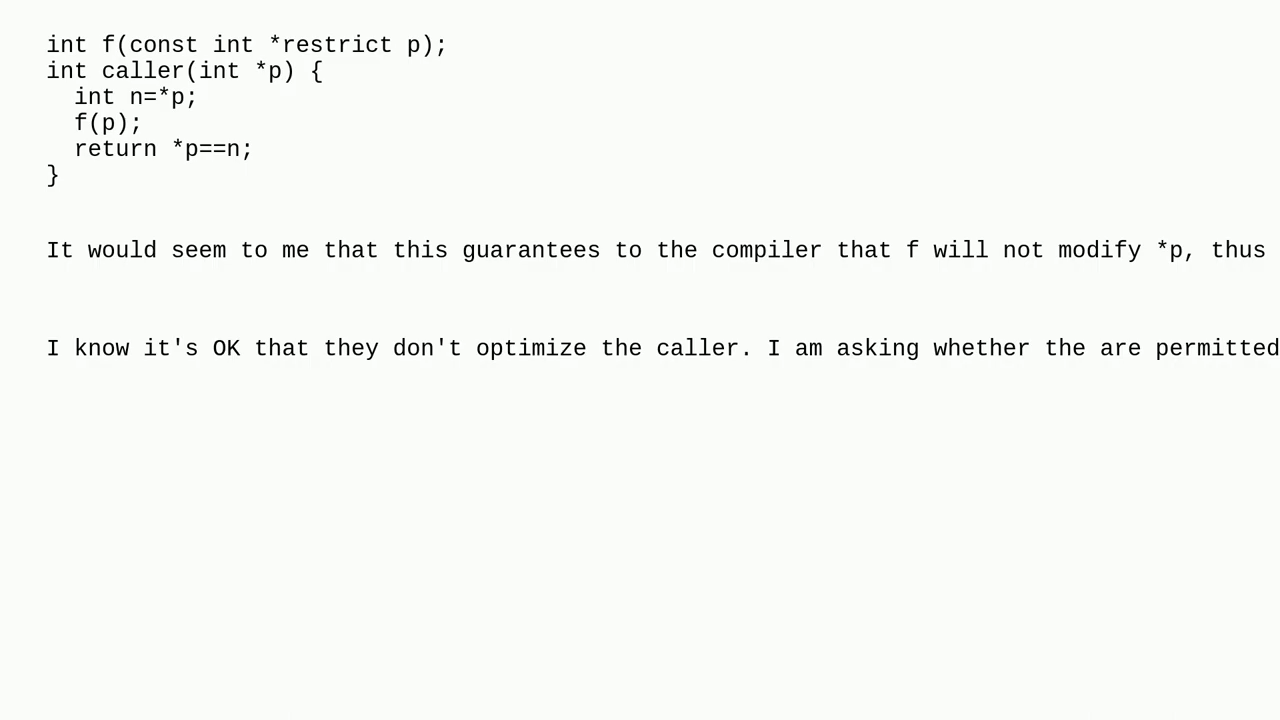 int f(const int *restrict p);
int caller(int *p) {
  int n=*p;
  f(p);
  return *p==n;
}
It would seem to me that this guarantees to the compiler that f will not modify *p, thus
I know it's OK that they don't optimize the caller. I am asking whether the are permitted